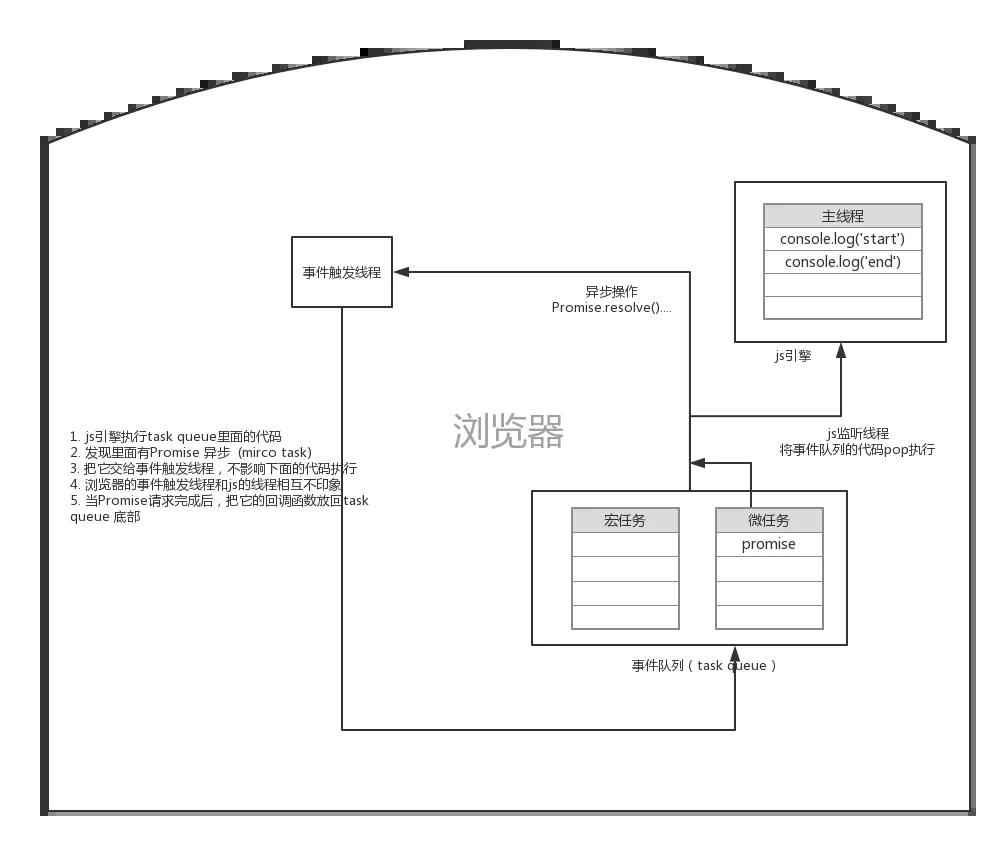 主线程
console.log('start')
console.log('end')
事件触发线程
异步操作
Promise.resolve()....
js引擎
浏览器
js监听线程
将事件队列的代码pop执行
1. js引擎执行task queue里面的代码
2. 发现里面有Promise 异步（mirco task)
3. 把它交给事件触发线程，不影响下面的代码执行
4. 浏览器的事件触发线程和js的线程相互不印象
5. 当Promise请求完成后，把它的回调函数放回task
queue 底部
宏任务
微任务
promise
事件队列（task queue）